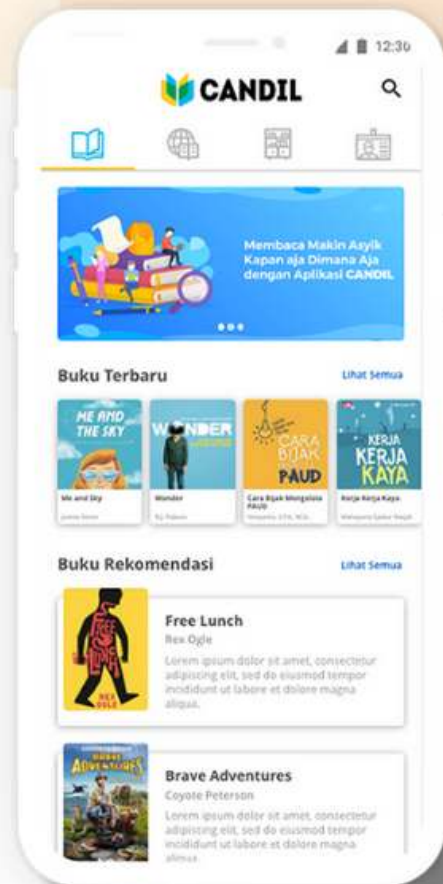 12:30
CANDIL
Membaca Makin Asyik
Kapan aja Dimana Aja
dengan Aplikasi CANDIL
Buku Terbaru
Lihat Semua
ME AND
THE SKY
WONDER
CARA
BIJAK
PAUD
KERJA
KERJA
KAYA
Me and Sky
Wonder
Cara Bijak Mengelola
PAUD
Kerja Kerja Kaya
Buku Rekomendasi
Lihat Semua
FREE
LUNCH
REX
OGLE
Free Lunch
Rex Ogle
Lorem ipsum dolor sit amet, consectetur
adipiscing elit, sed do eiusmod tempor
incididunt ut labore et dolore magna
aliqua.
BRAVE
ADVENTURES
Brave Adventures
Coyote Peterson
Lorem ipsum dolor sit amet, consectetur
adipiscing elit, sed do eiusmod tempor
incididunt ut labore et dolore magna
aliqua.